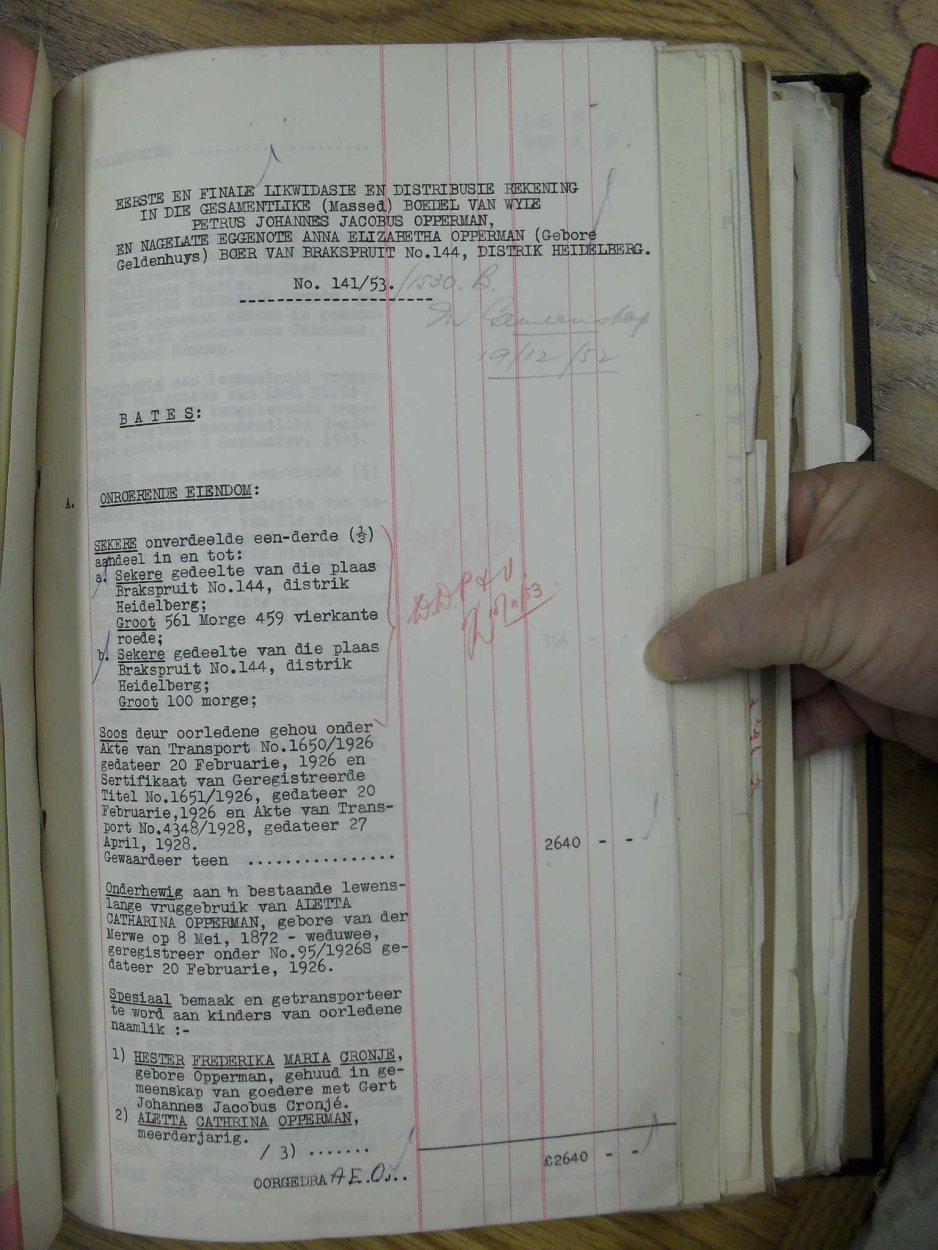 EERSTE EN FINALE LIKWIDASIE EN DISTRIBUSIE REKENING
IN DIE GESAMENTLIKE (Massed) BOEDEL VAN WYLE
PETRUS JOHANNES JACOBUS OPPERMAN,
EN NAGELATE EGGENOTE ANNA ELIZABETHA OPPERMAN (Gebore
Geldenhuys) BOER VAN BRAKSPRUIT No.144, DISTRIK HEIDELBERG.
No. 141/53. /1530. B.
In Gemeenskap
19/12/52
BATES:
A. ONROERENDE EIENDOM:
SEKERE onverdeelde een-derde (⅓)
aandeel in en tot:
a. Sekere gedeelte van die plaas
Brakspruit No.144, distrik
Heidelberg;
Groot 561 Morge 459 vierkante
roede;
b. Sekere gedeelte van die plaas
Brakspruit No.144, distrik
Heidelberg;
Groot 100 morge;
Soos deur oorledene gehou onder
Akte van Transport No.1650/1926
gedateer 20 Februarie, 1926 en
Sertifikaat van Geregistreerde
Titel No.1651/1926, gedateer 20
Februarie,1926 en Akte van Trans-
port No.4348/1928, gedateer 27
April, 1928.
Gewaardeer teen ................ 2640 - -
Onderhewig aan 'n bestaande lewens-
lange vruggebruik van ALETTA
CATHARINA OPPERMAN, gebore van der
Merwe op 8 Mei, 1872 - weduwee,
geregistreer onder No.95/1926S ge-
dateer 20 Februarie, 1926.
Spesiaal bemaak en getransporteer
te word aan kinders van oorledene
naamlik :-
1) HESTER FREDERIKA MARIA CRONJE,
gebore Opperman, gehuud in ge-
meenskap van goedere met Gert
Johannes Jacobus Cronjé.
2) ALETTA CATHRINA OPPERMAN,
meerderjarig.
/ 3) .......
OORGEDRA A.E.O... £2640 - -